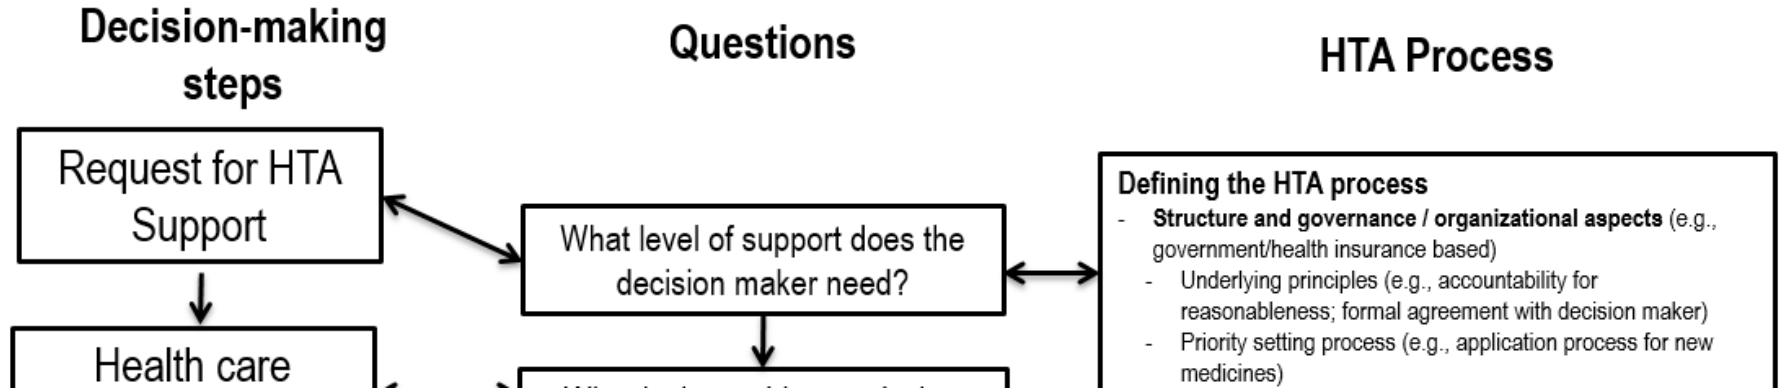 Decision-making
steps
Questions
HTA Process
Request for HTA
Support
What level of support does the
decision maker need?
Defining the HTA process
- Structure and governance / organizational aspects (e.g.,
government/health insurance based)
- Underlying principles (e.g., accountability for
reasonableness; formal agreement with decision maker)
- Priority setting process (e.g., application process for new
medicines)
Health care